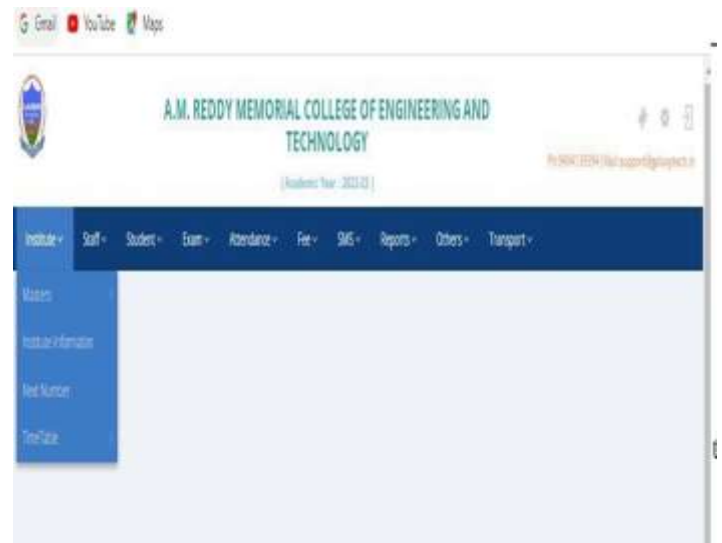 Gmail YouTube Maps
A.M. REDDY MEMORIAL COLLEGE OF ENGINEERING AND
TECHNOLOGY
Institute Staff Student Exam Attendance Fee SMS Reports Others Transport
Masters
Institute Information
Next Number
TimeTable